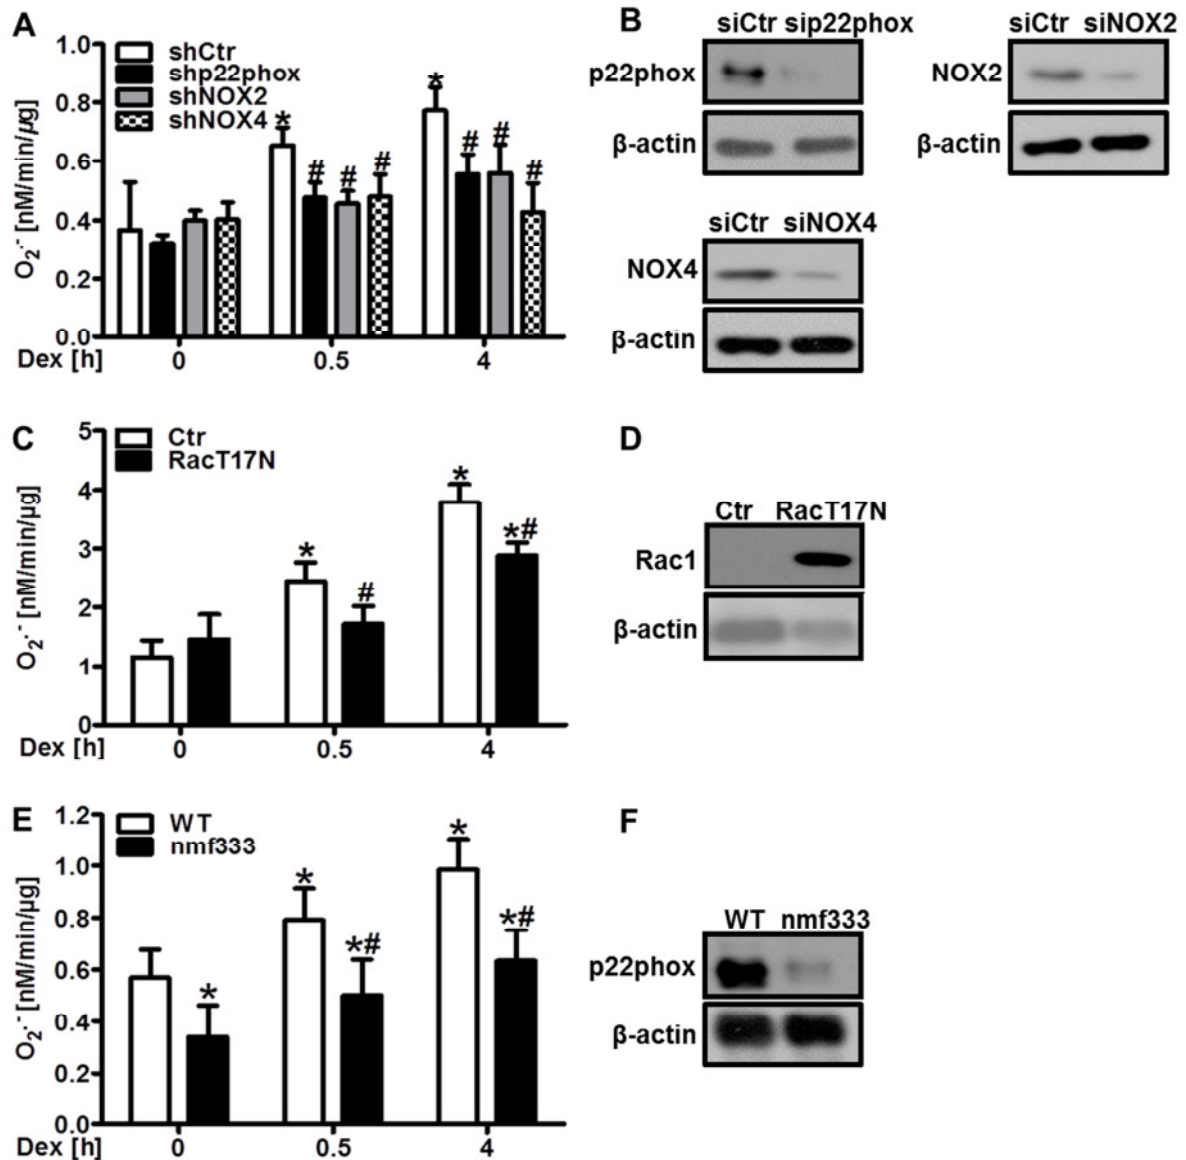 A
O2·- [nM/min/µg]
1.0
0.8
0.6
0.4
0.2
0.0
shCtr
shp22phox
shNOX2
shNOX4
*
# # #
*
# # #
Dex [h] 0 0.5 4
B
siCtr sip22phox
p22phox
β-actin
siCtr siNOX2
NOX2
β-actin
siCtr siNOX4
NOX4
β-actin
C
O2·- [nM/min/µg]
5
4
3
2
1
0
Ctr
RacT17N
*
#
*
*#
Dex [h] 0 0.5 4
D
Ctr RacT17N
Rac1
β-actin
E
O2·- [nM/min/µg]
1.2
1.0
0.8
0.6
0.4
0.2
0.0
WT
nmf333
*
*
*#
*
*#
Dex [h] 0 0.5 4
F
WT nmf333
p22phox
β-actin